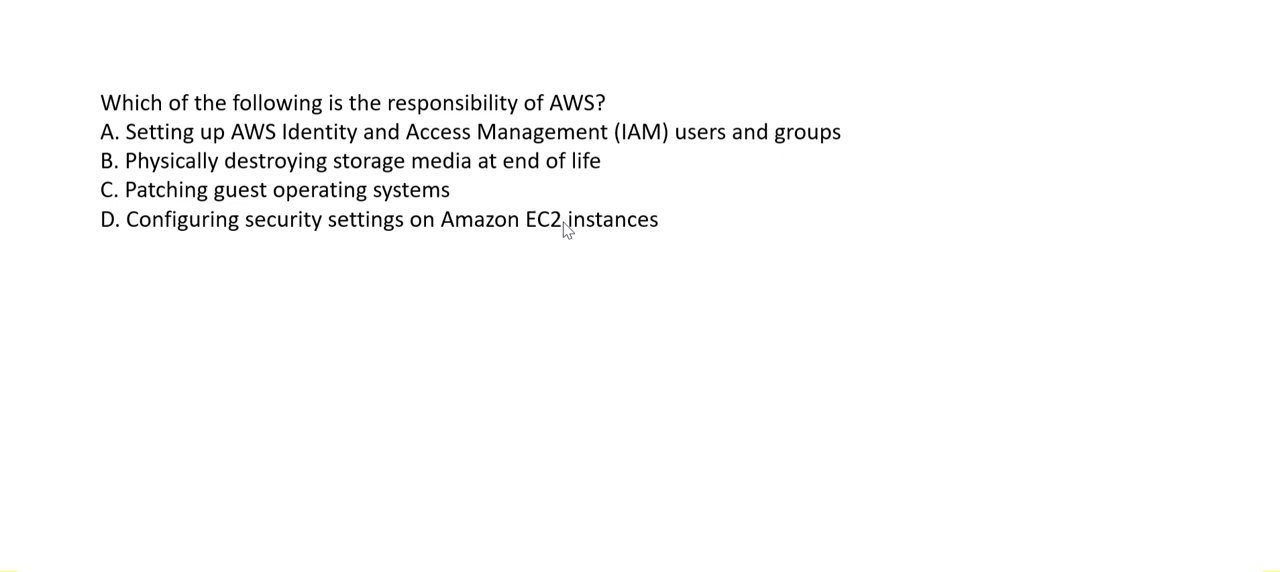 Which of the following is the responsibility of AWS?
A. Setting up AWS Identity and Access Management (IAM) users and groups
B. Physically destroying storage media at end of life
C. Patching guest operating systems
D. Configuring security settings on Amazon EC2 instances